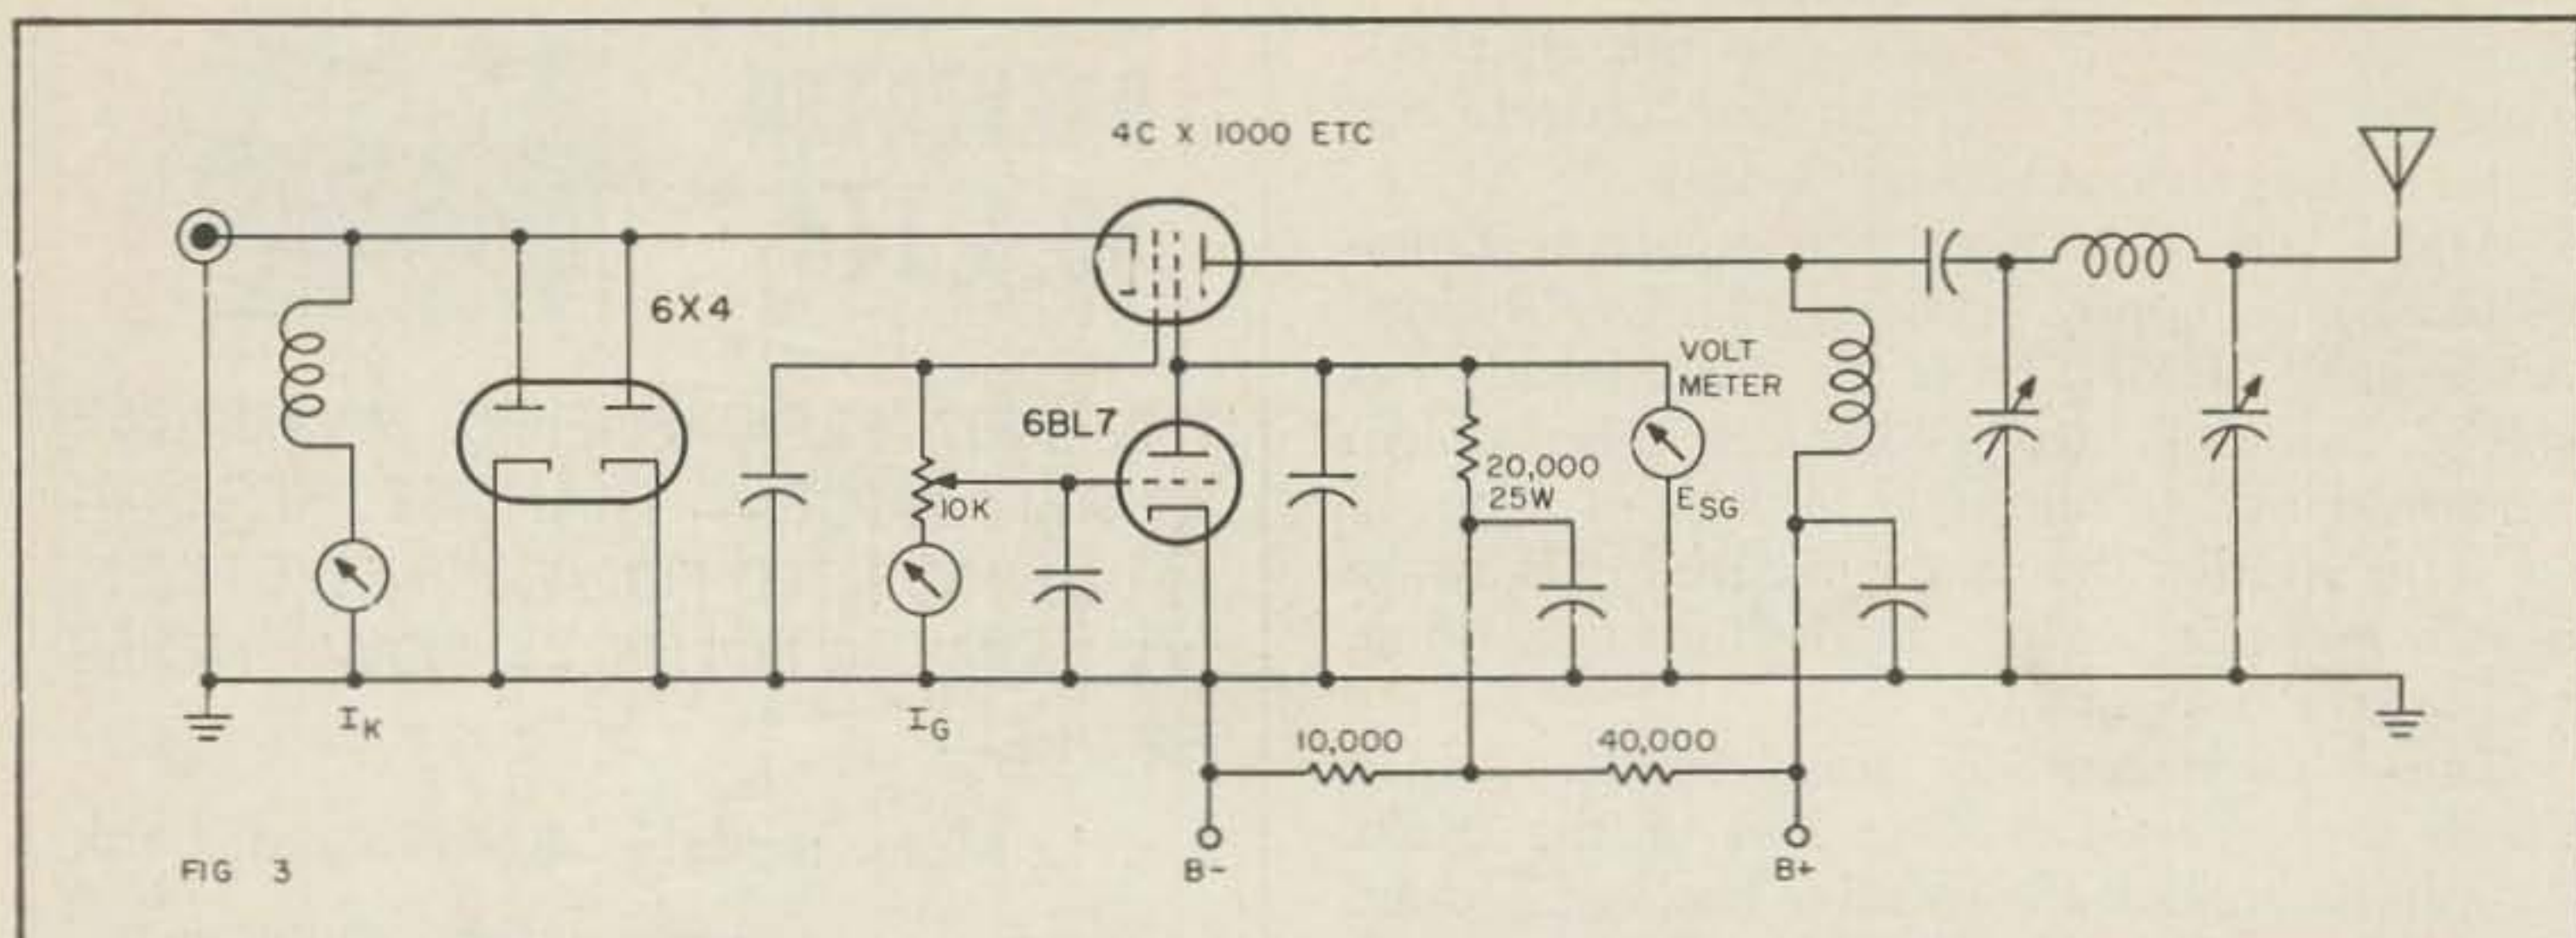 4C X 1000 ETC
6X4
VOLT
METER
6BL7
20,000
25W
10K
ESG
IK
IG
10,000
40,000
B-
B+
FIG 3